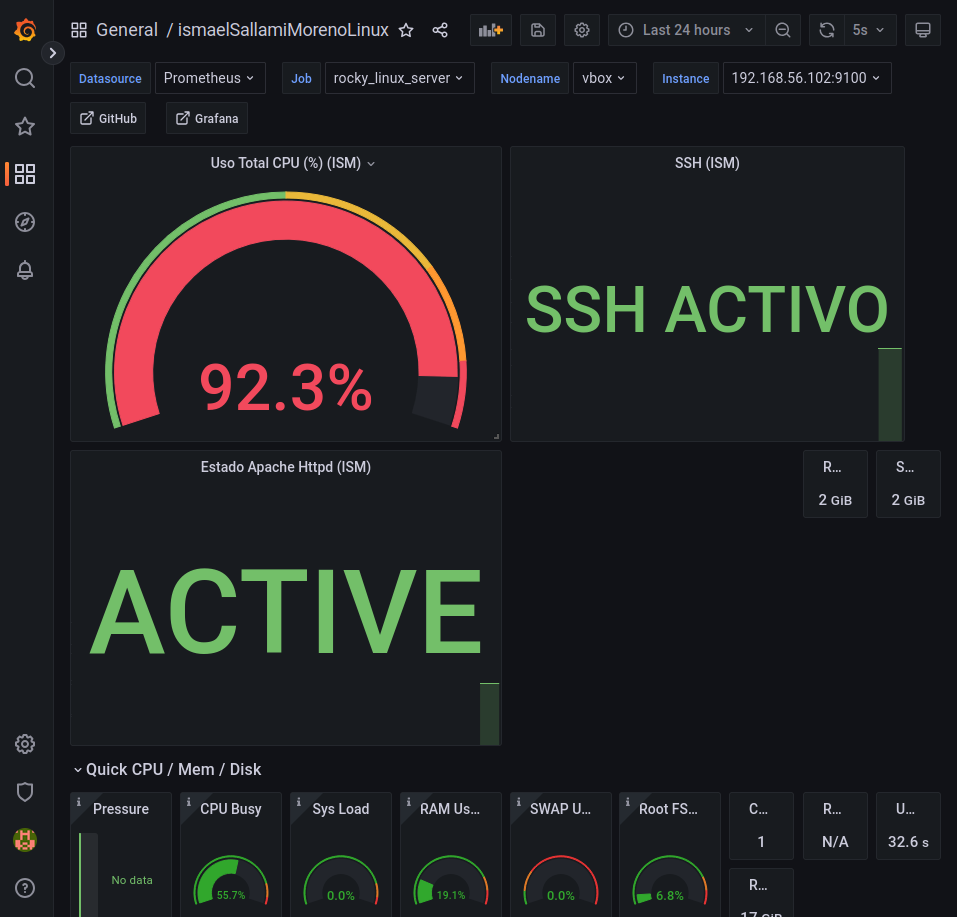 General / ismaelSallamiMorenoLinux
Last 24 hours
5s
Datasource Prometheus
Job rocky_linux_server
Nodename vbox
Instance 192.168.56.102:9100
GitHub
Grafana
Uso Total CPU (%) (ISM)
92.3%
SSH (ISM)
SSH ACTIVO
Estado Apache Httpd (ISM)
ACTIVE
R...
2 GiB
S...
2 GiB
Quick CPU / Mem / Disk
Pressure
No data
CPU Busy
55.7%
Sys Load
0.0%
RAM Us...
19.1%
SWAP U...
0.0%
Root FS...
6.8%
C...
1
R...
N/A
U...
32.6 s
R...
17 GiB